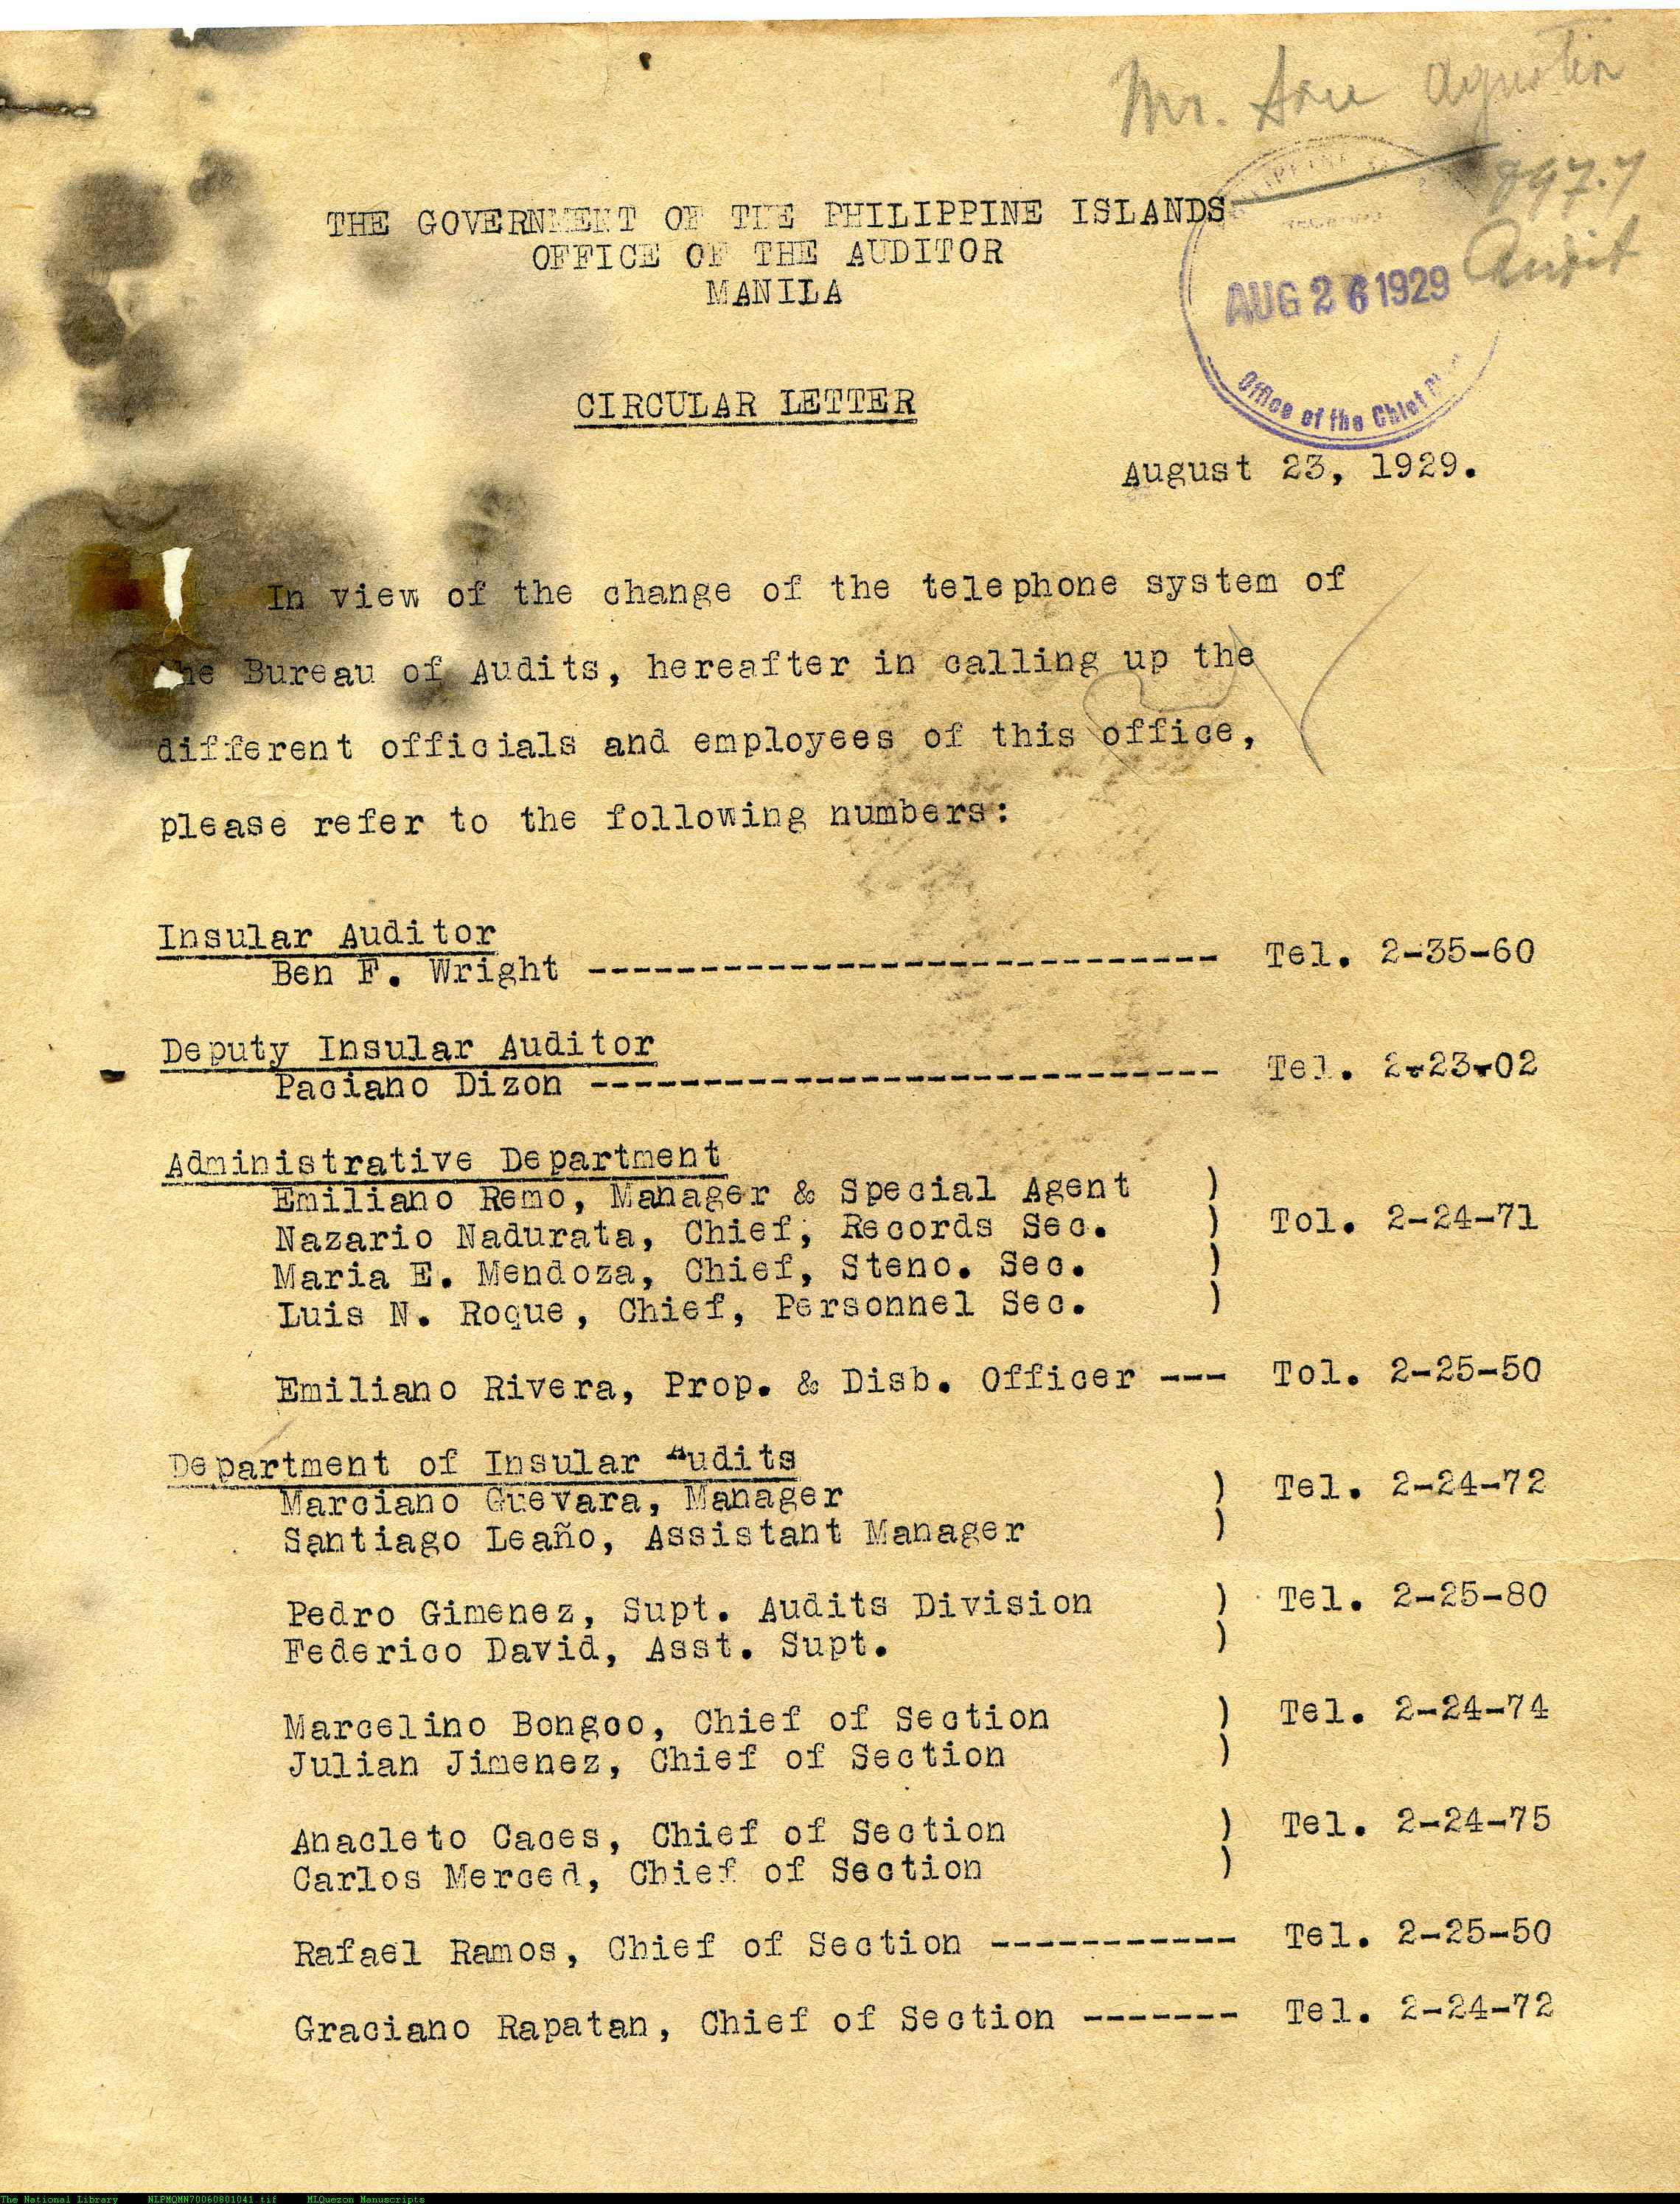 Mr. San Agustin
897.7
Audit
AUG 26 1929
Office of the Chief
THE GOVERNMENT OF THE PHILIPPINE ISLANDS
OFFICE OF THE AUDITOR
MANILA
CIRCULAR LETTER
August 23, 1929.
In view of the change of the telephone system of
the Bureau of Audits, hereafter in calling up the
different officials and employees of this office,
please refer to the following numbers:
Insular Auditor
Ben F. Wright ---------------------------- Tel. 2-35-60
Deputy Insular Auditor
Paciano Dizon ---------------------------- Tel. 2-23-02
Administrative Department
Emiliano Remo, Manager & Special Agent )
Nazario Nadurata, Chief, Records Sec. ) Tol. 2-24-71
Maria E. Mendoza, Chief, Steno. Sec. )
Luis N. Roque, Chief, Personnel Sec. )
Emiliano Rivera, Prop. & Disb. Officer --- Tol. 2-25-50
Department of Insular Audits
Marciano Guevara, Manager ) Tel. 2-24-72
Santiago Leaño, Assistant Manager )
Pedro Gimenez, Supt. Audits Division ) Tel. 2-25-80
Federico David, Asst. Supt. )
Marcelino Bongco, Chief of Section ) Tel. 2-24-74
Julian Jimenez, Chief of Section )
Anacleto Caces, Chief of Section ) Tel. 2-24-75
Carlos Merced, Chief of Section )
Rafael Ramos, Chief of Section ----------- Tel. 2-25-50
Graciano Rapatan, Chief of Section ------- Tel. 2-24-72
The National Library NLPMQMN70060801041.tif MLQuezon Manuscripts